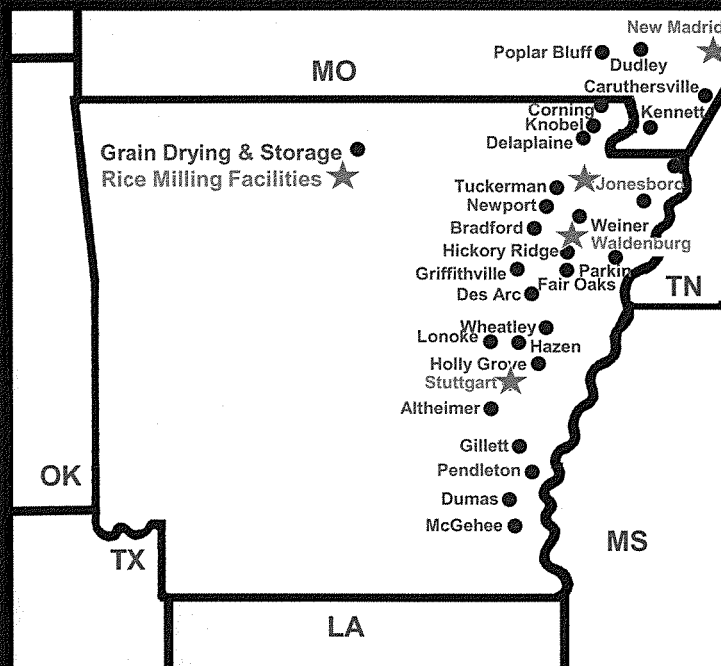 New Madrid
Poplar Bluff
Dudley
MO
Caruthersville
Corning
Kennett
Knobel
Delaplaine
Grain Drying & Storage
Rice Milling Facilities
Tuckerman
Jonesboro
Newport
Bradford
Weiner
Waldenburg
Hickory Ridge
Griffithville
Parkin
Fair Oaks
TN
Des Arc
Wheatley
Lonoke
Hazen
Holly Grove
Stuttgart
Altheimer
Gillett
Pendleton
OK
Dumas
McGehee
MS
TX
LA